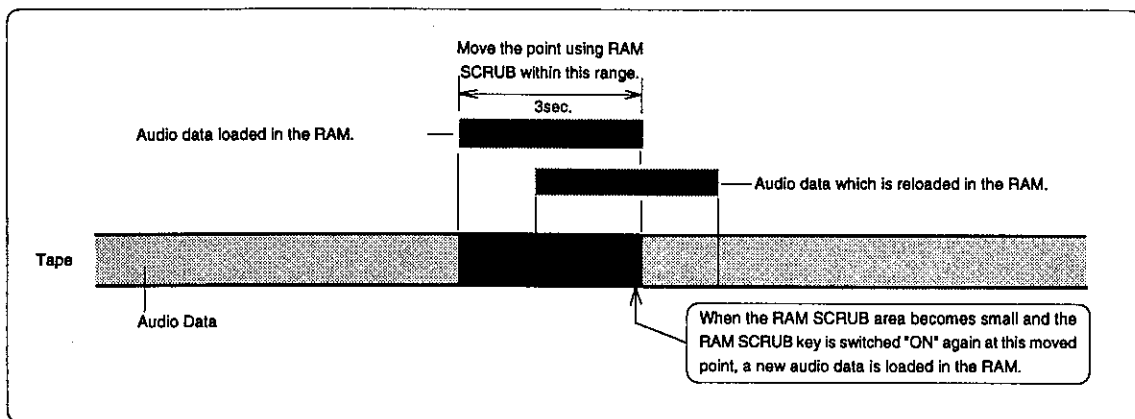 Move the point using RAM
SCRUB within this range.
3sec.
Audio data loaded in the RAM.
Audio data which is reloaded in the RAM.
Tape
Audio Data
When the RAM SCRUB area becomes small and the
RAM SCRUB key is switched "ON" again at this moved
point, a new audio data is loaded in the RAM.